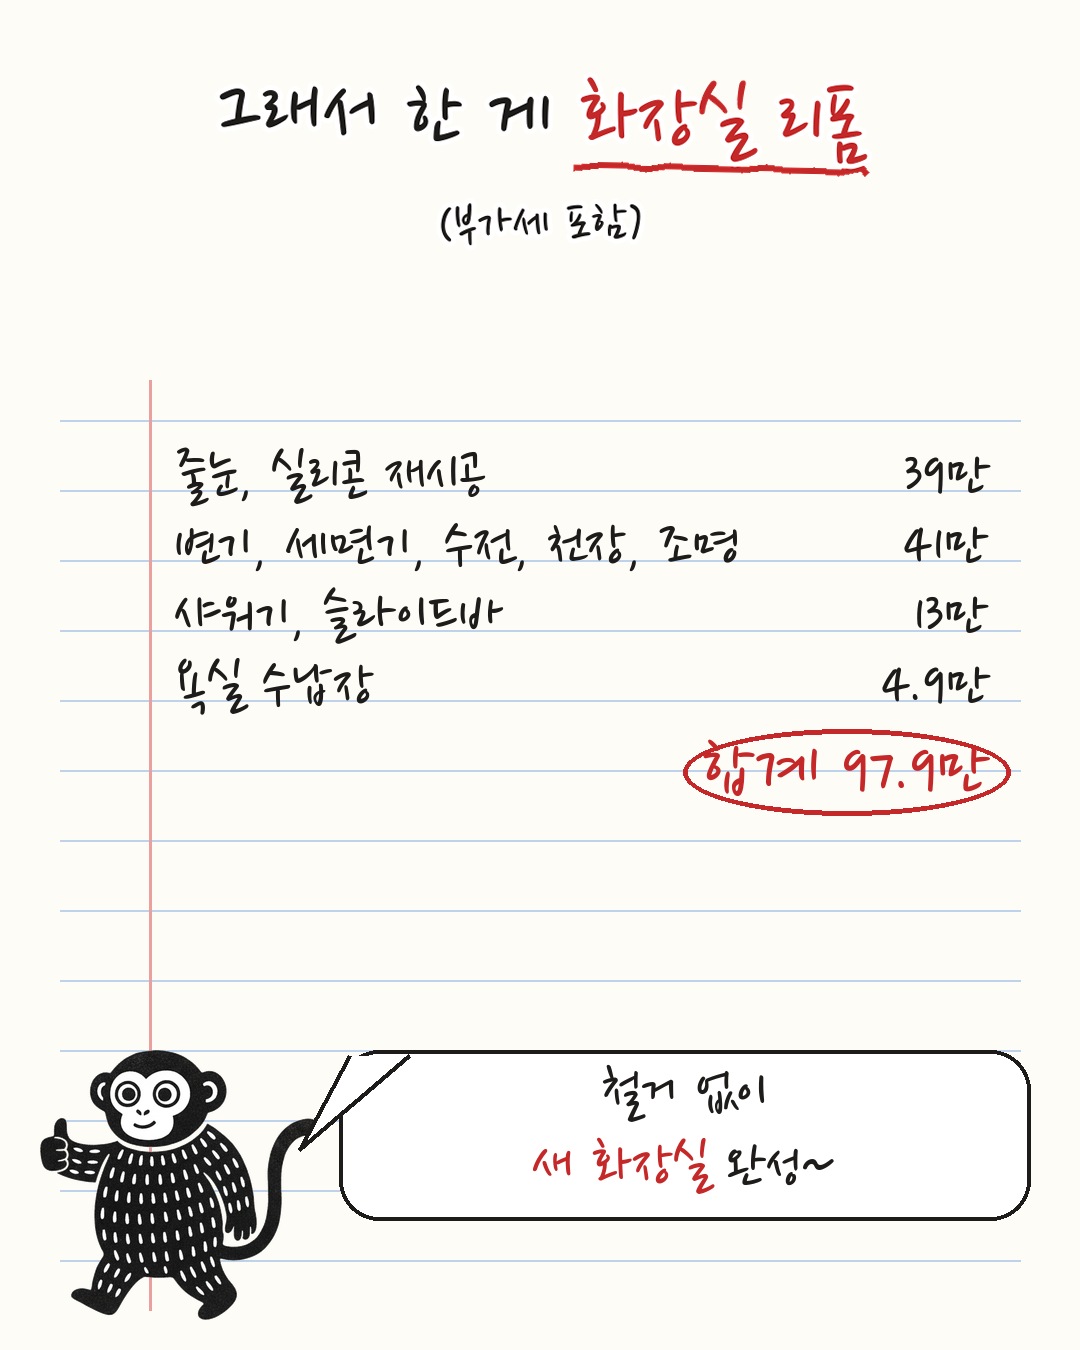 그래서 한 게 화장실 리폼
(부가세 포함)
줄눈, 실리콘 재시공 39만
변기, 세면기, 수전, 천장, 조명 41만
샤워기, 슬라이드바 13만
욕실 수납장 4.9만
합계 97.9만
철거 없이
새 화장실 완성~